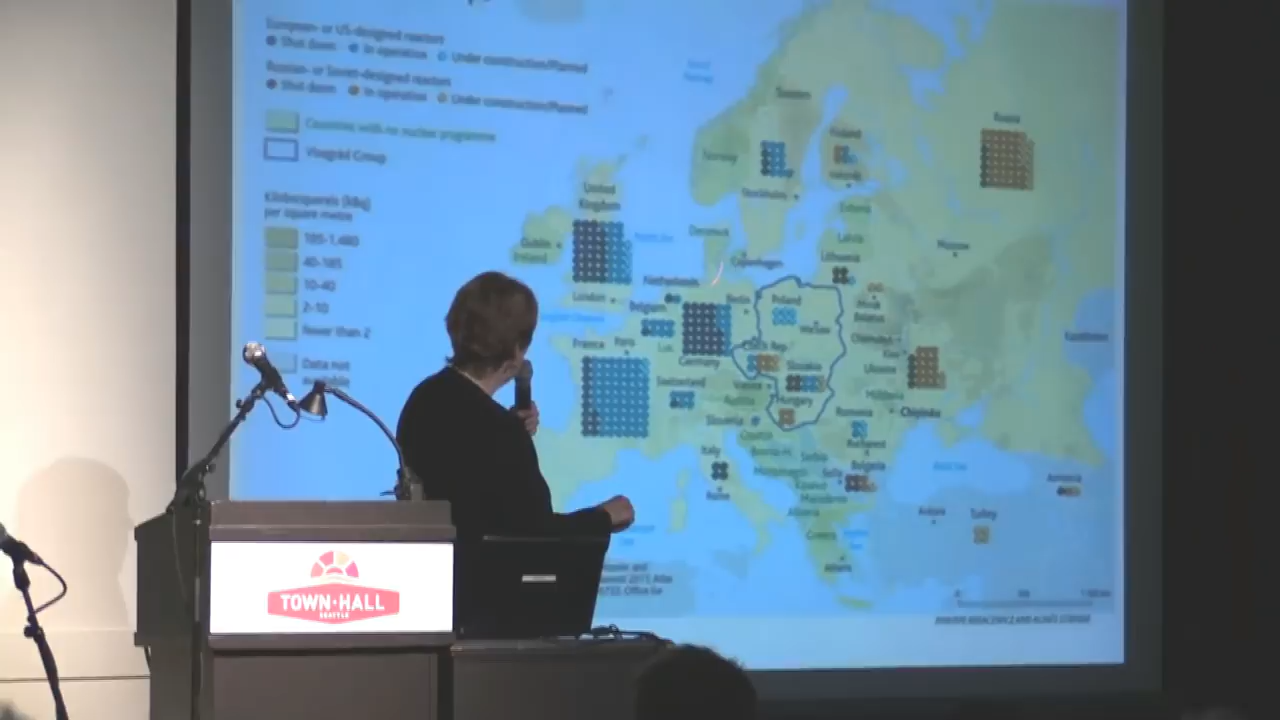 European- or US-designed reactors
Shut down In operation Under construction/Planned
Russian- or Soviet-designed reactors
Shut down In operation Under construction/Planned
Countries with no nuclear programme
Visegrád Group
Kilobecquerels (kBq)
per square metre
185-1,480
40-185
10-40
2-10
Fewer than 2
Data not
available
Sweden
Russia
Finland
Norway
Helsinki
United
Kingdom
Stockholm
Estonia
Denmark
Latvia
Dublin
Ireland
Moscow
Lithuania
Copenhagen
Netherlands
London
Berlin
Poland
Belgium
Minsk
Belarus
Warsaw
Kazakhstan
France
Paris
Lux.
Germany
Czech Rep.
Chernobyl
Kiev
Ukraine
Slovakia
Switzerland
Vienna
Austria
Hungary
Moldova
Chişinău
Slovenia
Croatia
Romania
Bucharest
Italy
Serbia
Rome
Bulgaria
Armenia
Albania
Greece
Ankara
Turkey
Athens
TOWN·HALL
SEATTLE